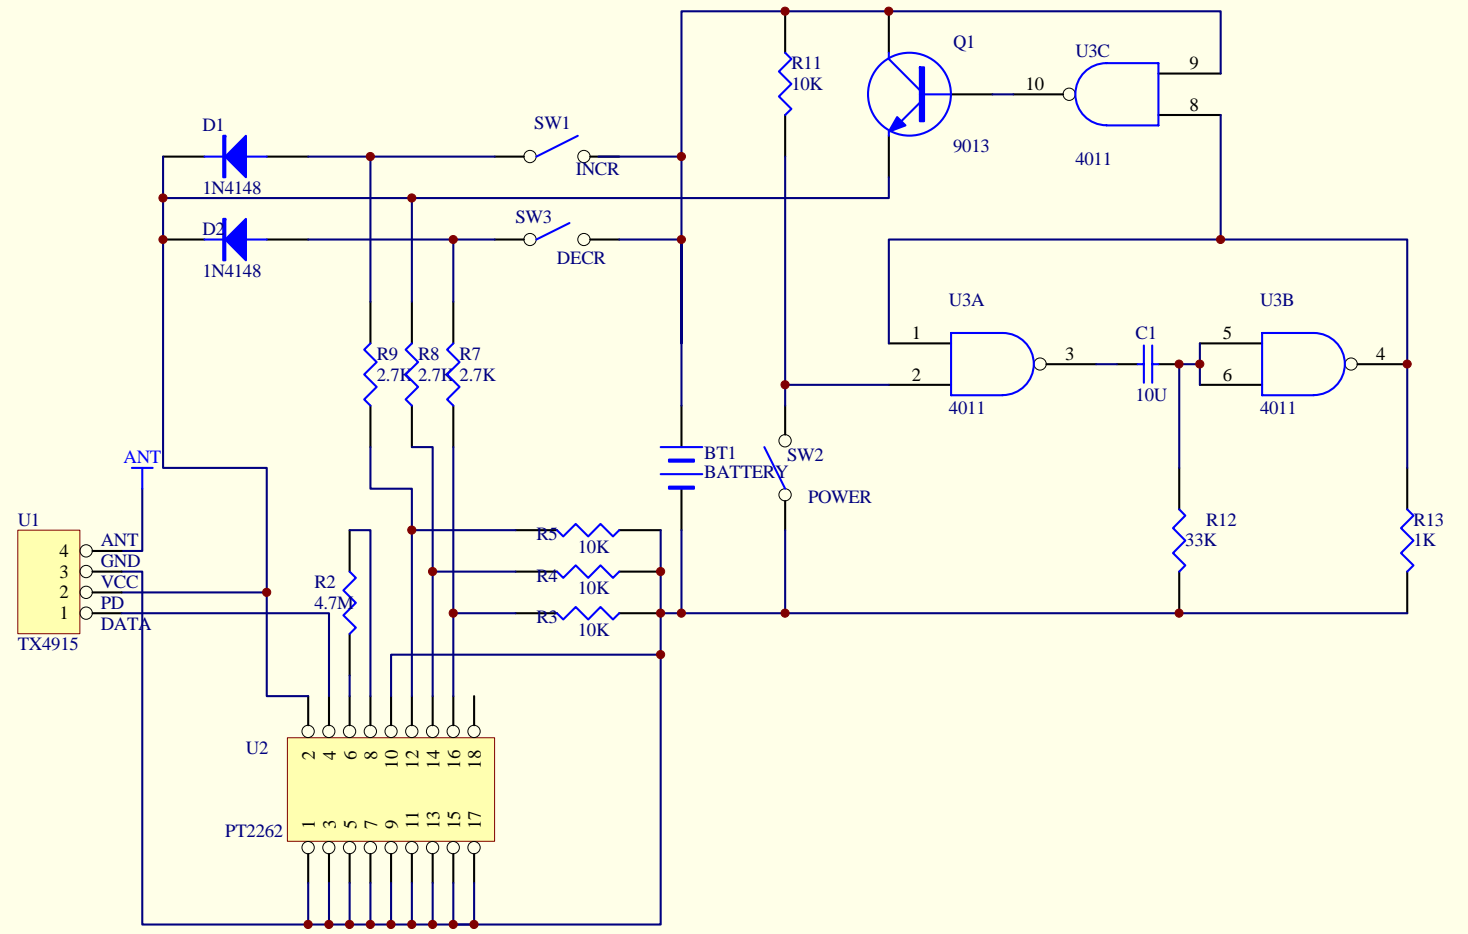 Q1
U3C
9
R11
10K
10
8
D1
SW1
9013
4011
INCR
1N4148
SW3
D2
DECR
1N4148
U3A
U3B
1
C1
5
R9
R8
R7
3
4
2.7K
2.7K
2.7K
2
6
10U
4011
4011
ANT
BT1
SW2
BATTERY
POWER
U1
R12
R13
R5
33K
1K
ANT
10K
4
GND
3
R2
R4
VCC
2
4.7M
10K
PD
1
R3
DATA
10K
TX4915
U2
2
4
6
8
10
12
14
16
18
1
3
5
7
9
11
13
15
17
PT2262